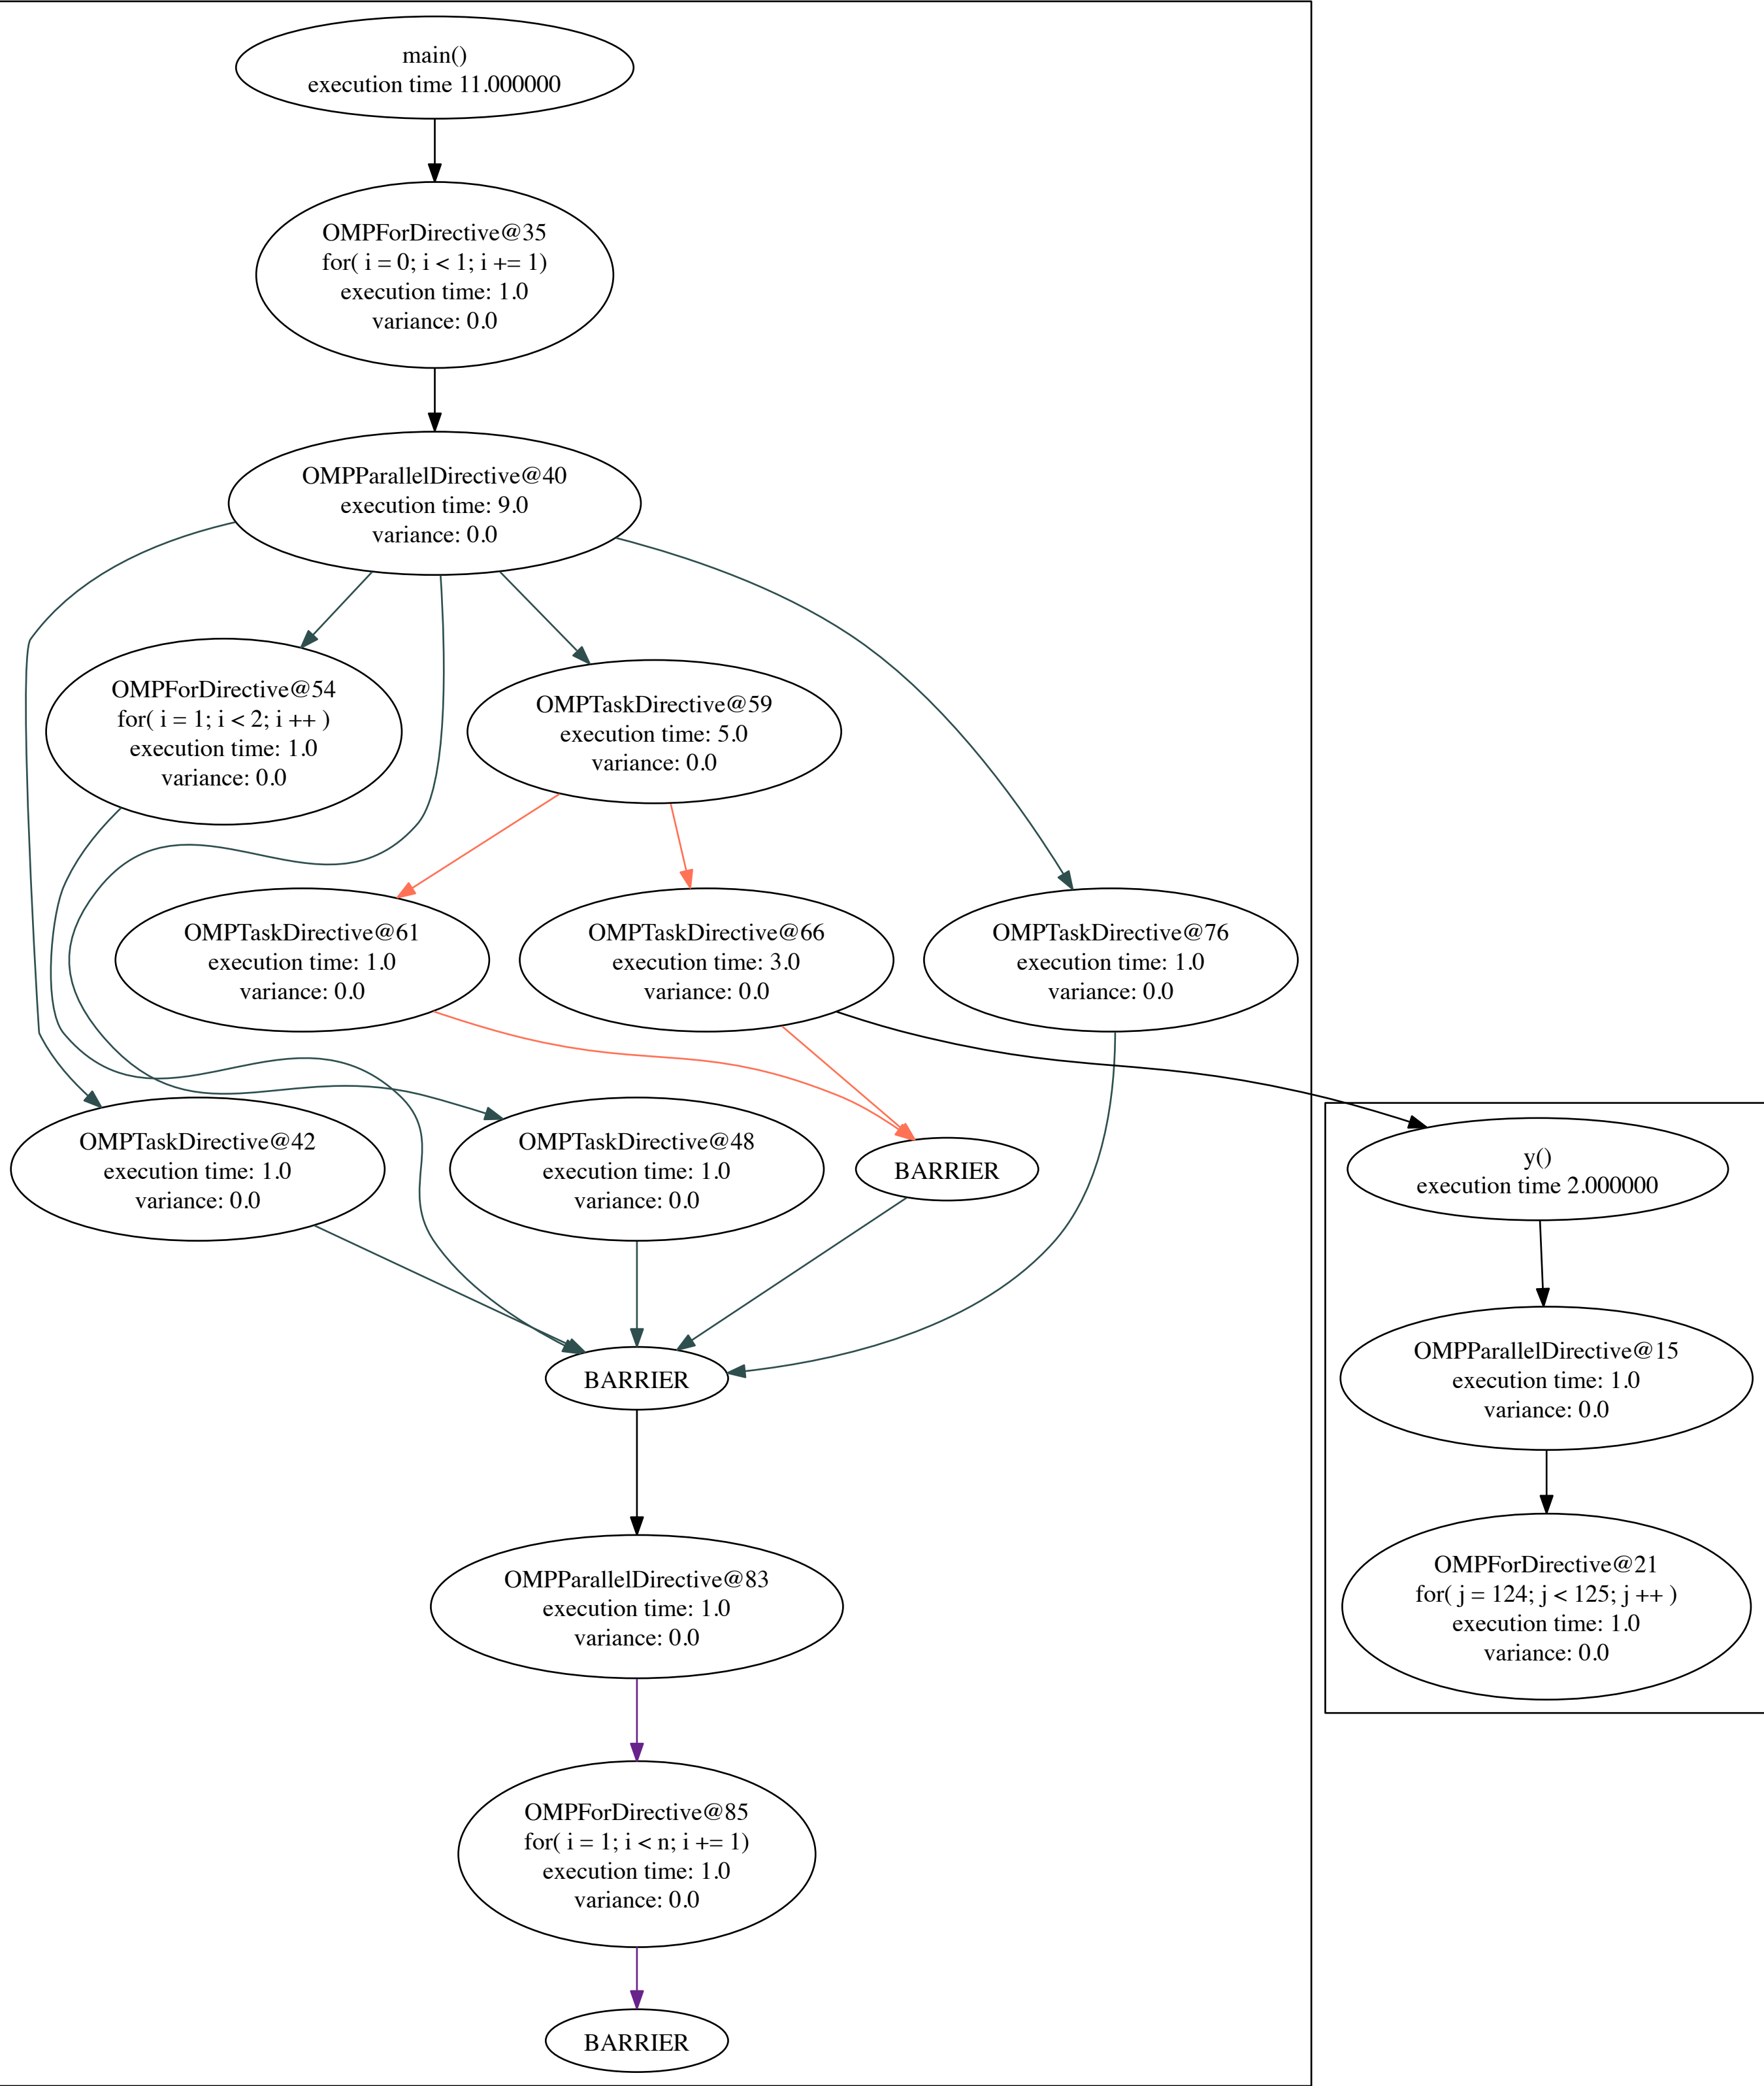 main()
execution time 11.000000
OMPForDirective@35
for( i = 0; i < 1; i += 1)
execution time: 1.0
variance: 0.0
OMPParallelDirective@40
execution time: 9.0
variance: 0.0
OMPForDirective@54
for( i = 1; i < 2; i ++ )
execution time: 1.0
variance: 0.0
OMPTaskDirective@59
execution time: 5.0
variance: 0.0
OMPTaskDirective@61
execution time: 1.0
variance: 0.0
OMPTaskDirective@66
execution time: 3.0
variance: 0.0
OMPTaskDirective@76
execution time: 1.0
variance: 0.0
OMPTaskDirective@42
execution time: 1.0
variance: 0.0
OMPTaskDirective@48
execution time: 1.0
variance: 0.0
BARRIER
y()
execution time 2.000000
BARRIER
OMPParallelDirective@15
execution time: 1.0
variance: 0.0
OMPParallelDirective@83
execution time: 1.0
variance: 0.0
OMPForDirective@21
for( j = 124; j < 125; j ++ )
execution time: 1.0
variance: 0.0
OMPForDirective@85
for( i = 1; i < n; i += 1)
execution time: 1.0
variance: 0.0
BARRIER